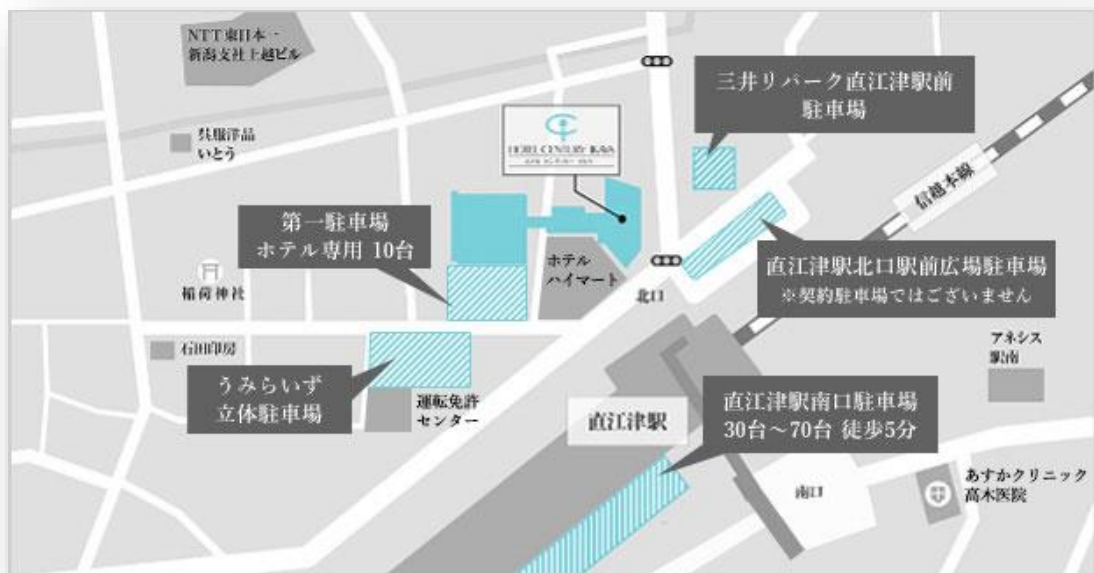 NTT東日本－
新潟支社上越ビル
呉服洋品
いとう
三井リパーク直江津駅前
駐車場
HOTEL CENTURY IKAYA
信越本線
第一駐車場
ホテル専用 10台
ホテル
ハイマート
北口
直江津駅北口駅前広場駐車場
※契約駐車場ではございません
稲荷神社
石田印房
うみらいず
立体駐車場
運転免許
センター
直江津駅
直江津駅南口駐車場
30台～70台 徒歩5分
アネシス
駅南
南口
あすかクリニック
高木医院